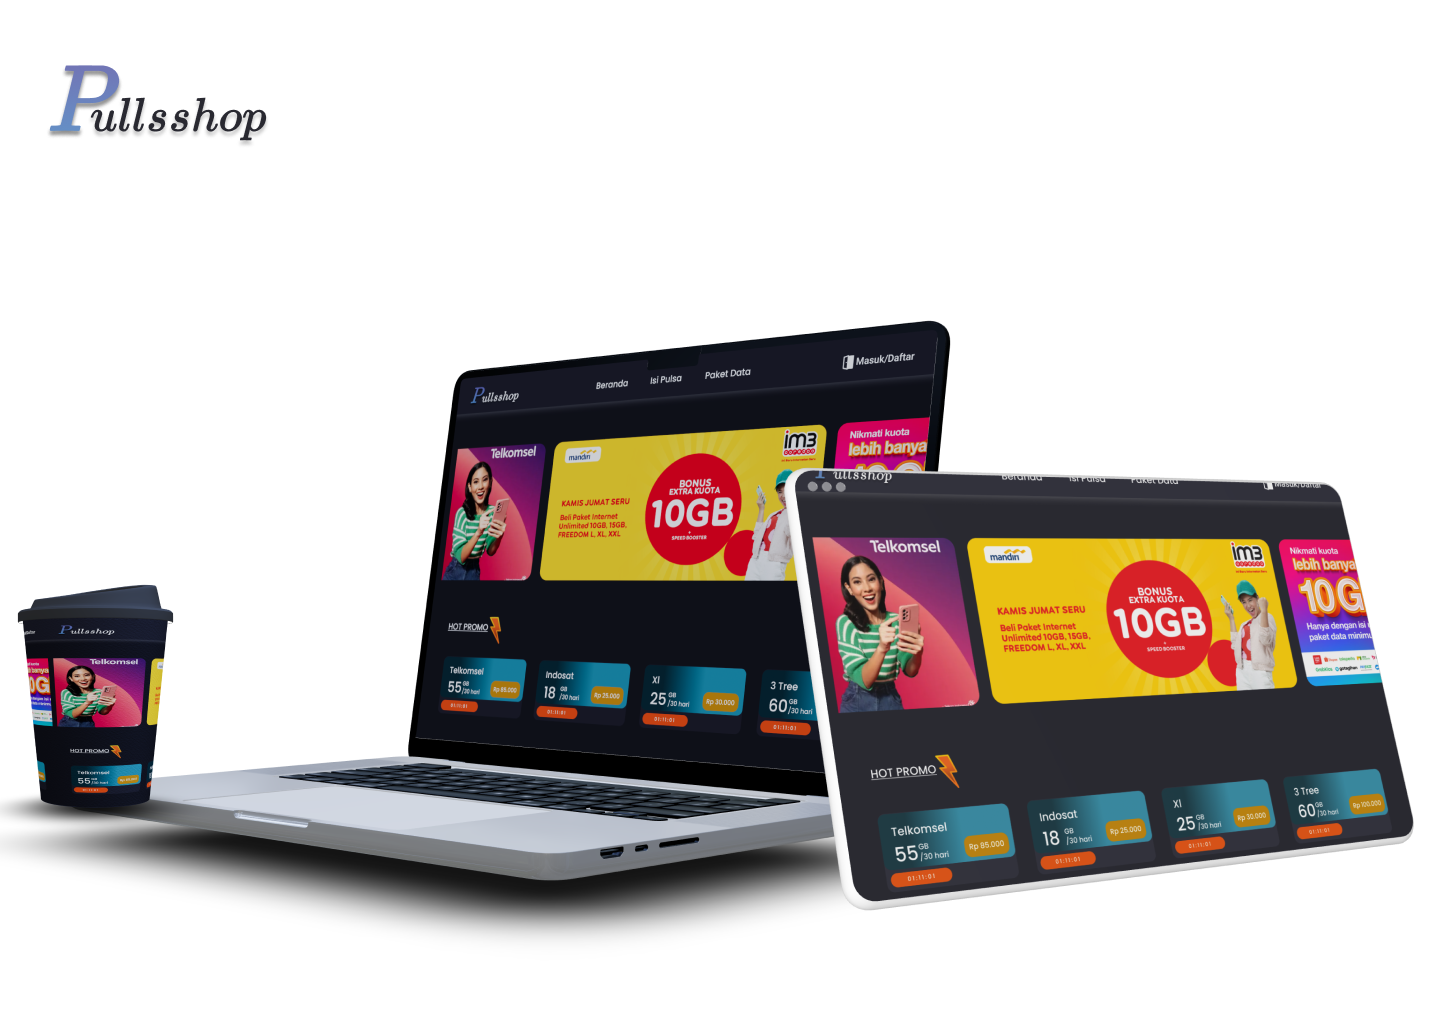 Pullsshop
Pullsshop
Beranda
Isi Pulsa
Paket Data
Masuk/Daftar
Telkomsel
mandiri
im3
ooredoo
KAMIS JUMAT SERU
Beli Paket Internet
Unlimited 10GB, 15GB,
FREEDOM L, XL, XXL
BONUS
EXTRA KUOTA
10GB
+
SPEED BOOSTER
Nikmati kuota
lebih banya
HOT PROMO
Telkomsel
55 GB /30 hari
Rp 85.000
01:11:01
Indosat
18 GB /30 hari
Rp 25.000
01:11:01
Xl
25 GB /30 hari
Rp 30.000
01:11:01
3 Tree
60 GB /30 hari
01:11:01
Pullsshop
Beranda
Isi Pulsa
Paket Data
Masuk/Daftar
Telkomsel
mandiri
im3
ooredoo
KAMIS JUMAT SERU
Beli Paket Internet
Unlimited 10GB, 15GB,
FREEDOM L, XL, XXL
BONUS
EXTRA KUOTA
10GB
+
SPEED BOOSTER
Nikmati kuota
lebih banya
10G
Hanya dengan isi
paket data minimu
HOT PROMO
Telkomsel
55 GB /30 hari
Rp 85.000
01:11:01
Indosat
18 GB /30 hari
Rp 25.000
01:11:01
Xl
25 GB /30 hari
Rp 30.000
01:11:01
3 Tree
60 GB /30 hari
Rp 100.000
01:11:01
Pullsshop
Telkomsel
HOT PROMO
Telkomsel
55 GB /30 hari